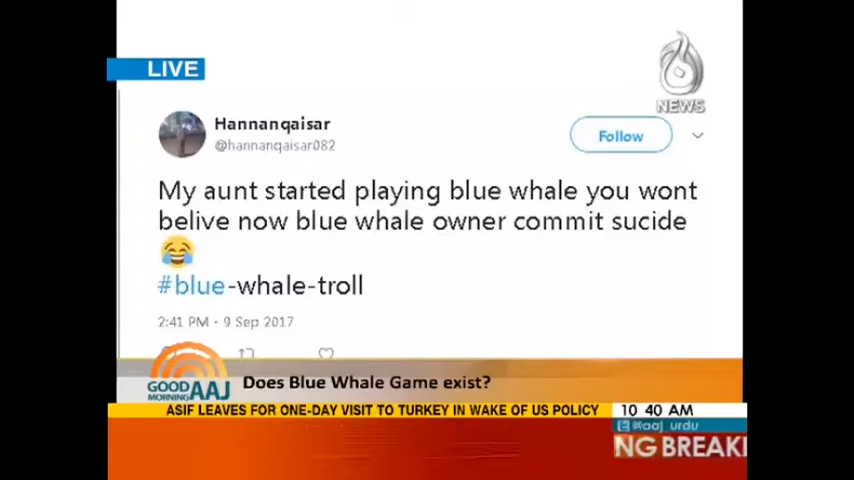 LIVE
NEWS
Hannanqaisar
@hannanqaisar082
Follow
My aunt started playing blue whale you wont
belive now blue whale owner commit sucide
😂
#blue-whale-troll
2:41 PM - 9 Sep 2017
GOOD MORNING AAJ
Does Blue Whale Game exist?
ASIF LEAVES FOR ONE-DAY VISIT TO TURKEY IN WAKE OF US POLICY
10 40 AM
@aaj_urdu
NG BREAKI